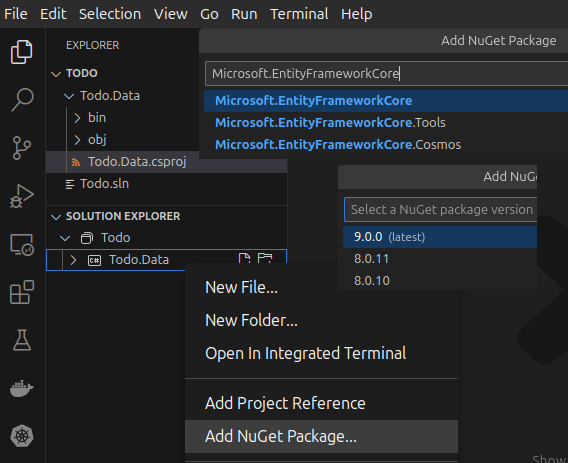 File Edit Selection View Go Run Terminal Help
EXPLORER
Add NuGet Package
TODO
Microsoft.EntityFrameworkCore
Todo.Data
Microsoft.EntityFrameworkCore
bin
Microsoft.EntityFrameworkCore.Tools
obj
Microsoft.EntityFrameworkCore.Cosmos
Todo.Data.csproj
Todo.sln
Add NuG
Select a NuGet package version
SOLUTION EXPLORER
9.0.0 (latest)
Todo
8.0.11
C# Todo.Data
8.0.10
New File...
New Folder...
Open In Integrated Terminal
Add Project Reference
Add NuGet Package...
Show